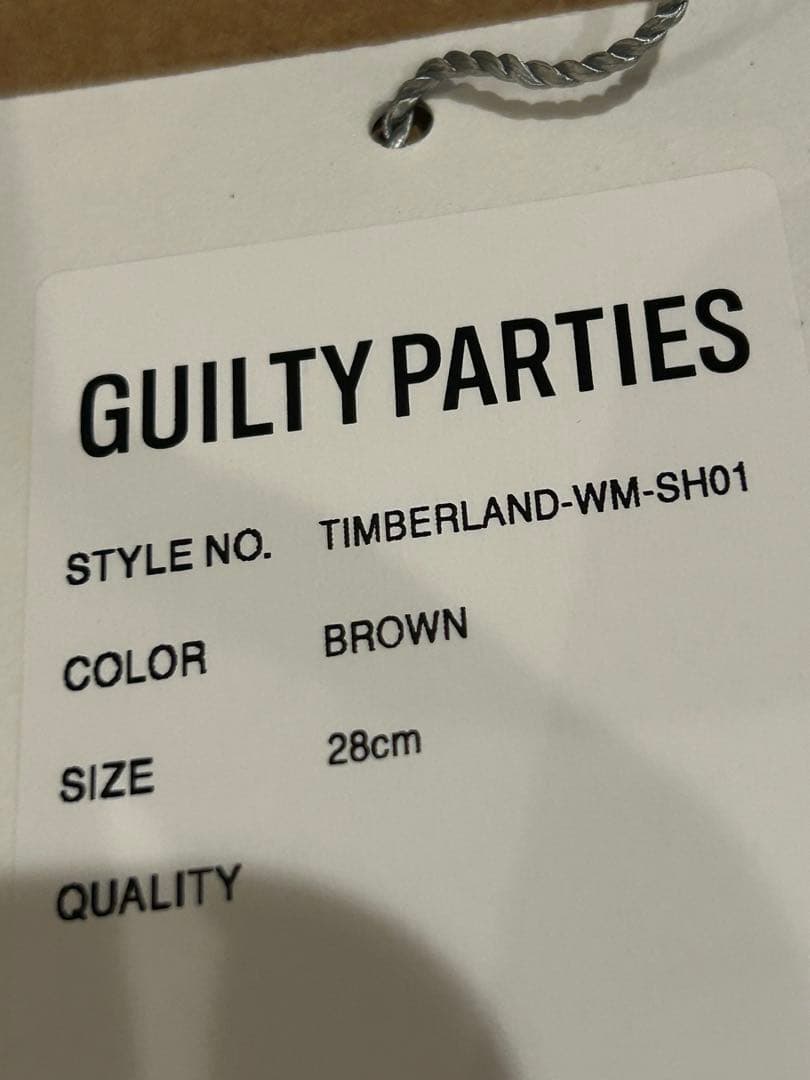 GUILTY PARTIES
STYLE NO. TIMBERLAND-WM-SH01
COLOR BROWN
SIZE 28cm
QUALITY